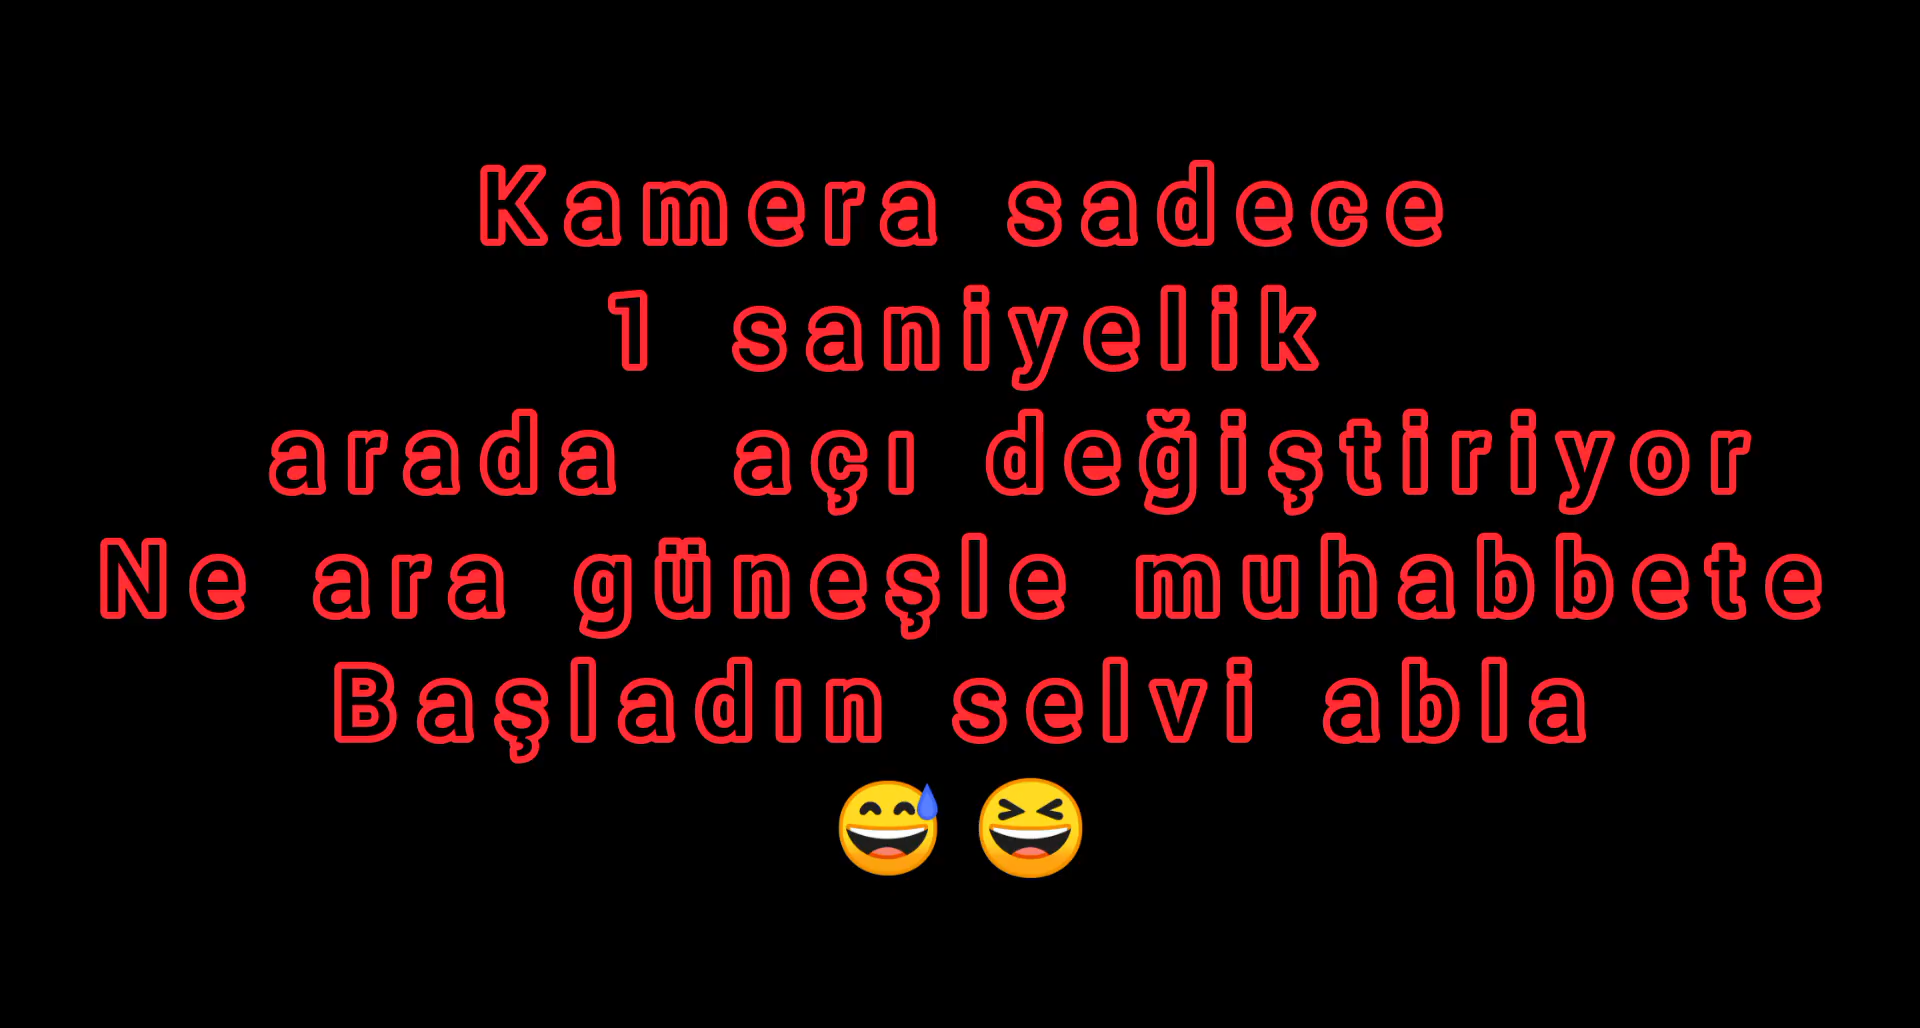 Kamera sadece
1 saniyelik
arada açı değiştiriyor
Ne ara güneşle muhabbete
Başladın selvi abla
😅 😆